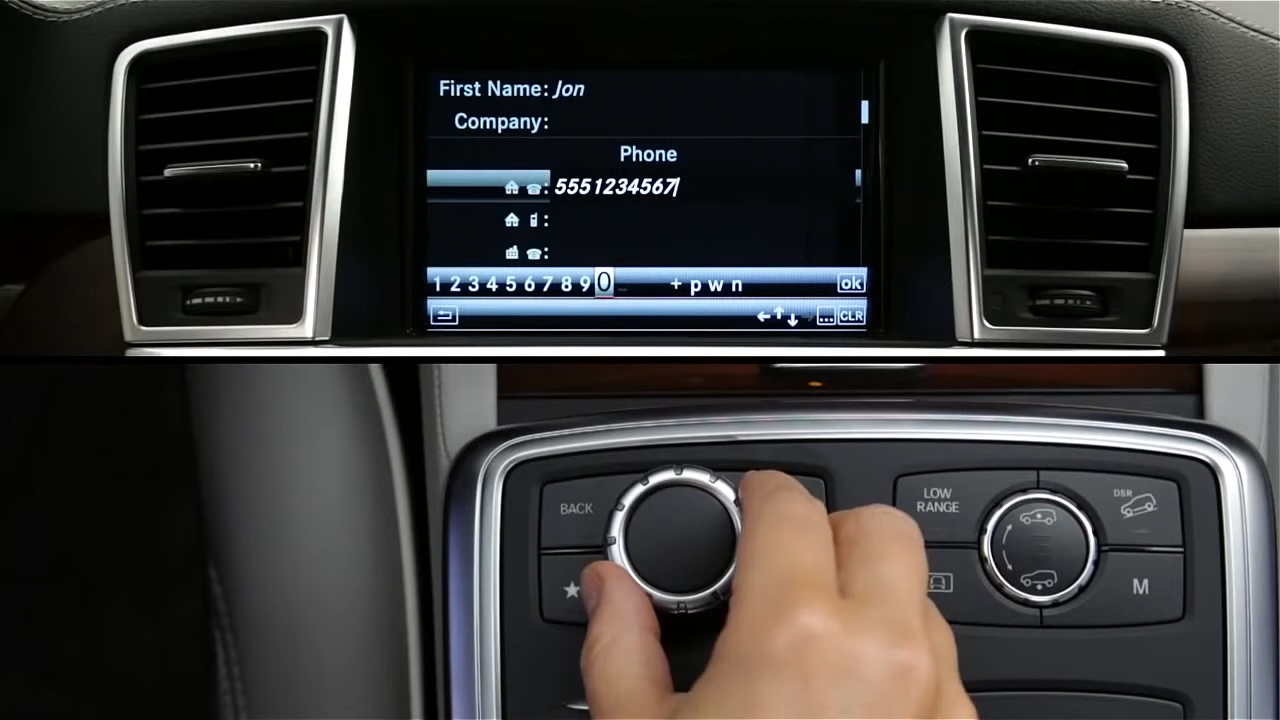 First Name: Jon
Company:
Phone
: 5551234567
:
:
1 2 3 4 5 6 7 8 9 0 _ + p w n ok
... CLR
BACK
LOW
RANGE
DSR
M